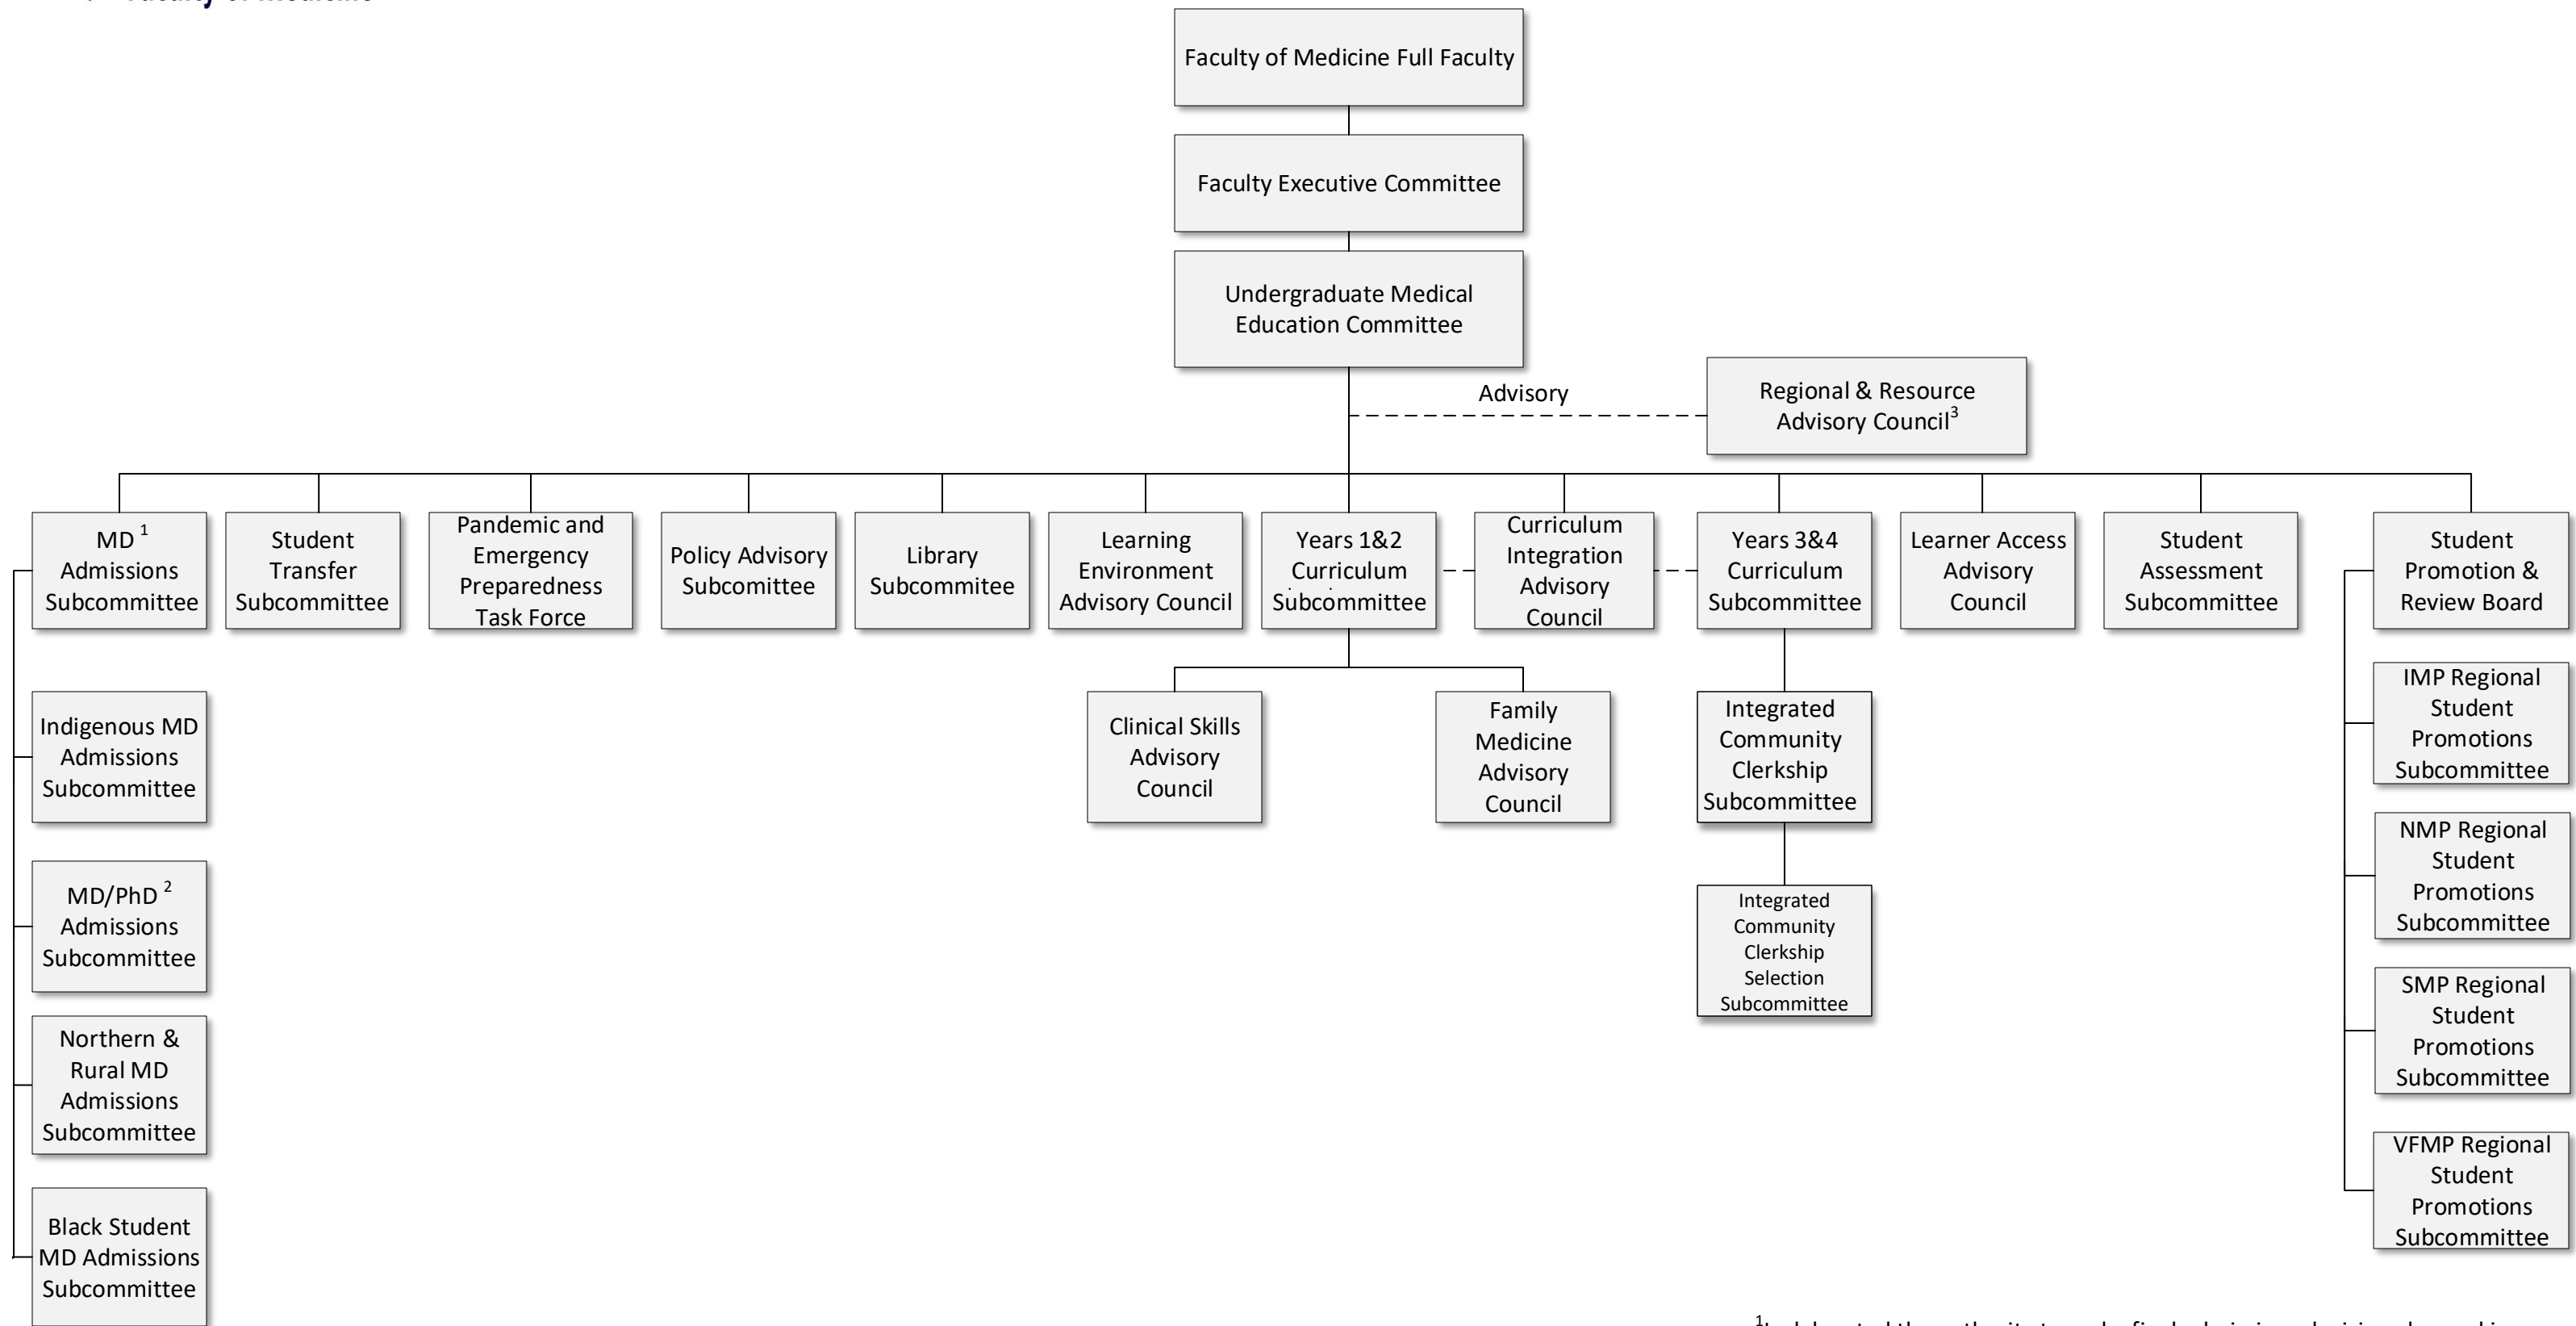 Faculty of Medicine
Faculty of Medicine Full Faculty
Faculty Executive Committee
Undergraduate Medical
Education Committee
Advisory
Regional & Resource
Advisory Council3
MD 1
Admissions
Subcommittee
Student
Transfer
Subcommittee
Pandemic and
Emergency
Preparedness
Task Force
Policy Advisory
Subcomittee
Library
Subcommitee
Learning
Environment
Advisory Council
Years 1&2
Curriculum
Subcommittee
Curriculum
Integration
Advisory
Council
Years 3&4
Curriculum
Subcommittee
Learner Access
Advisory
Council
Student
Assessment
Subcommittee
Student
Promotion &
Review Board
Indigenous MD
Admissions
Subcommittee
MD/PhD 2
Admissions
Subcommittee
Northern &
Rural MD
Admissions
Subcommittee
Black Student
MD Admissions
Subcommittee
Clinical Skills
Advisory
Council
Family
Medicine
Advisory
Council
Integrated
Community
Clerkship
Subcommittee
Integrated
Community
Clerkship
Selection
Subcommittee
IMP Regional
Student
Promotions
Subcommittee
NMP Regional
Student
Promotions
Subcommittee
SMP Regional
Student
Promotions
Subcommittee
VFMP Regional
Student
Promotions
Subcommittee